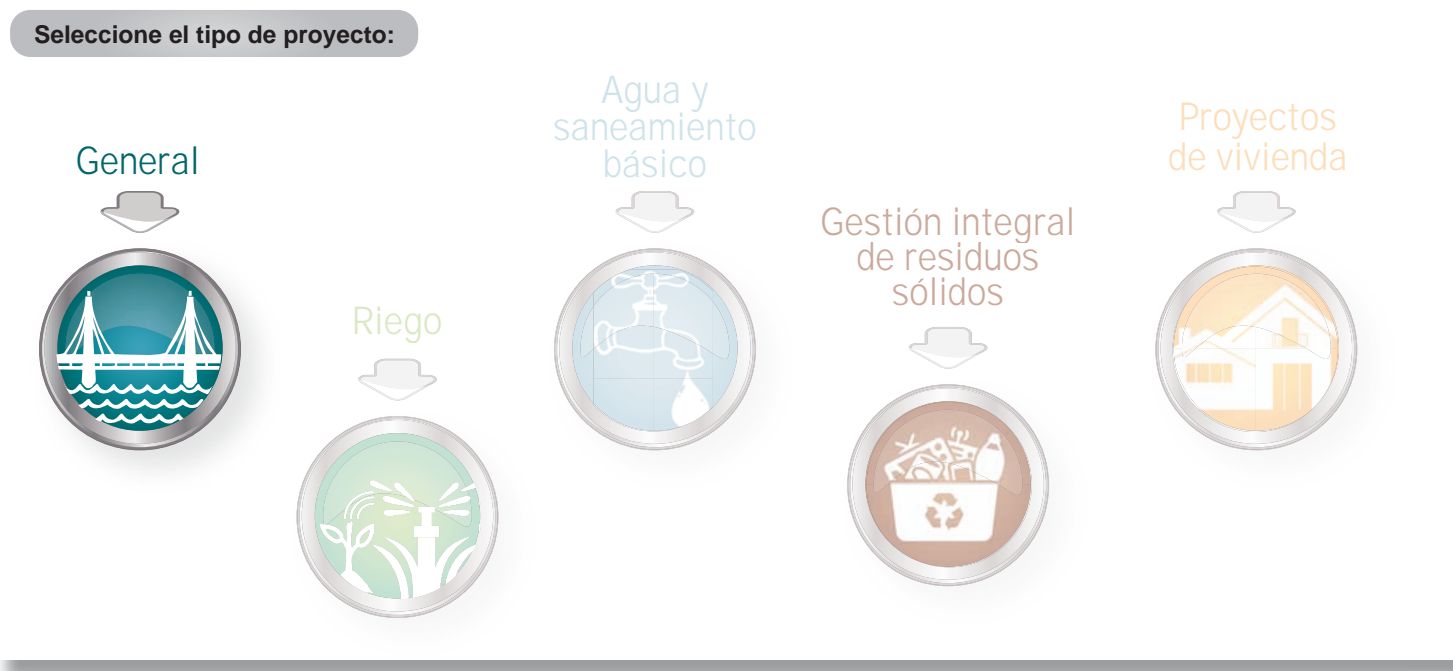 Seleccione el tipo de proyecto:
General
Riego
Agua y
saneamiento
básico
Gestión integral
de residuos
sólidos
Proyectos
de vivienda